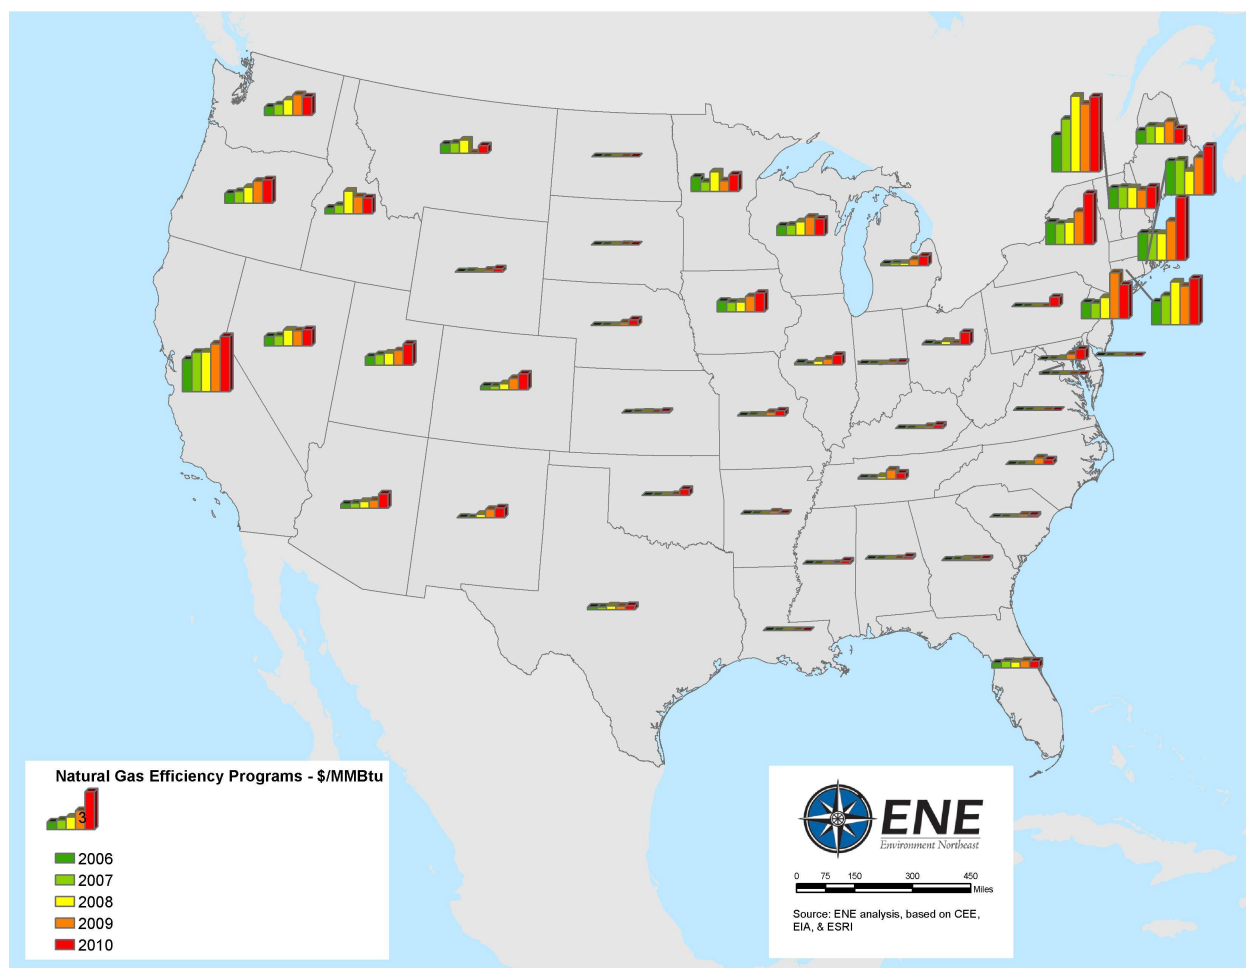 Natural Gas Efficiency Programs - $/MMBtu
3
2006
2007
2008
2009
2010
ENE
Environment Northeast
0 75 150 300 450
Miles
Source: ENE analysis, based on CEE,
EIA, & ESRI